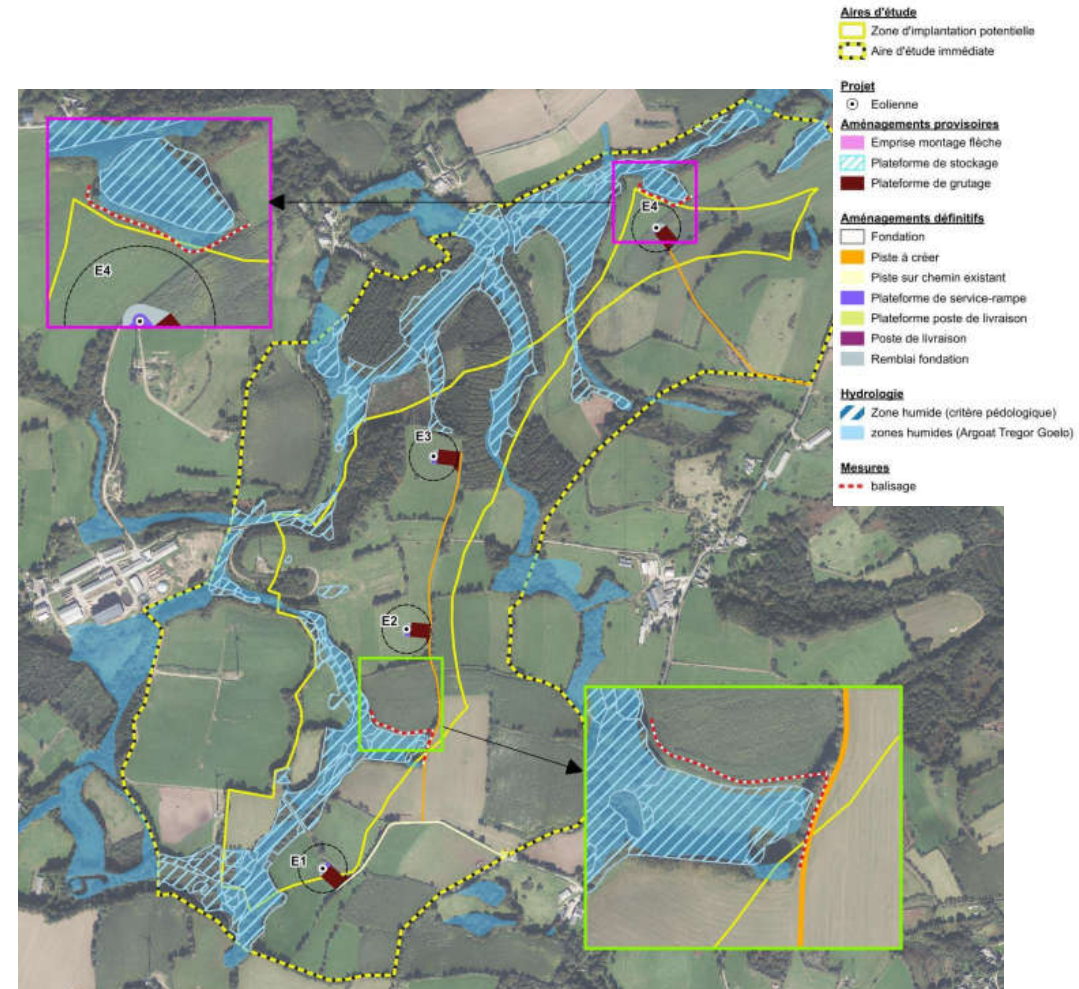 Aires d'étude
Zone d'implantation potentielle
Aire d'étude immédiate
Projet
Eolienne
Aménagements provisoires
Emprise montage flèche
Plateforme de stockage
Plateforme de grutage
Aménagements définitifs
Fondation
Piste à créer
Piste sur chemin existant
Plateforme de service-rampe
Plateforme poste de livraison
Poste de livraison
Remblai fondation
Hydrologie
Zone humide (critère pédologique)
zones humides (Argoat Tregor Goelo)
Mesures
balisage
E4
E4
E3
E2
E1